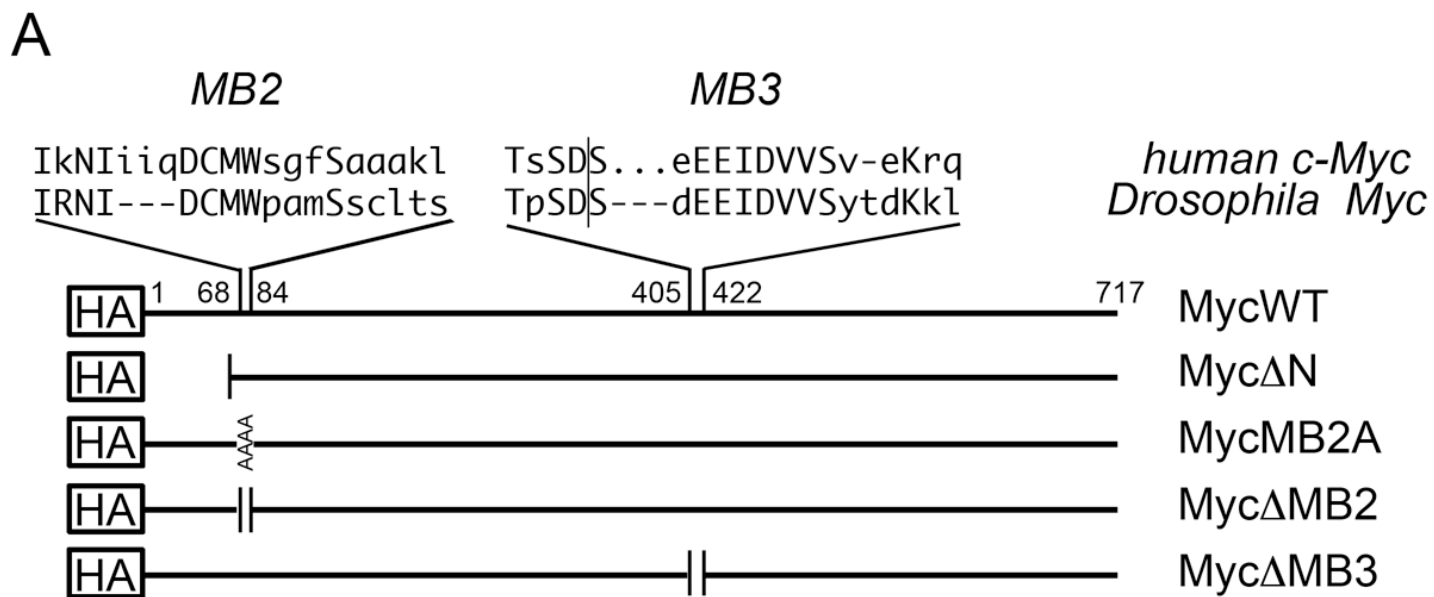 A
MB2 MB3
IkNIiiqDCMWsgfSaaakl TsSDS...eEEIDVVSv-eKrq human c-Myc
IRNI---DCMWpamSsclts TpSDS---dEEIDVVSytdKkl Drosophila Myc
HA 1 68 84 405 422 717 MycWT
HA MycΔN
HA AAAA MycMB2A
HA MycΔMB2
HA MycΔMB3